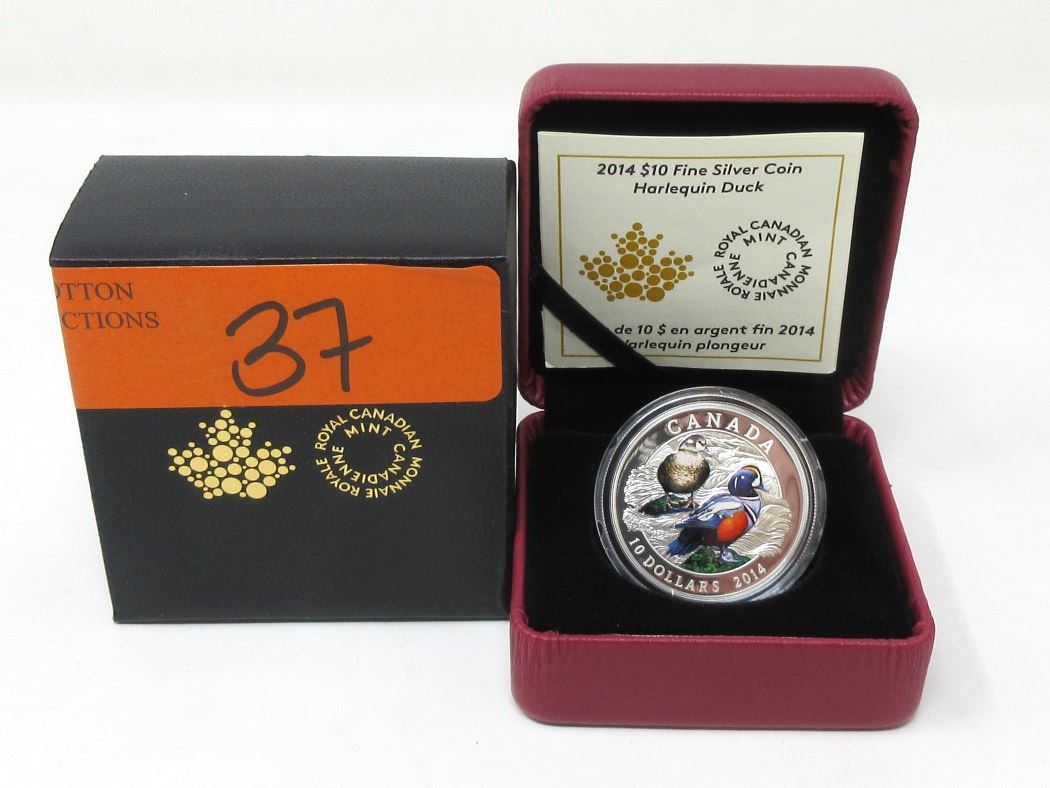 OTTON
CTIONS
37
ROYAL CANADIAN MINT
MONNAIE ROYALE CANADIENNE
2014 $10 Fine Silver Coin
Harlequin Duck
ROYAL CANADIAN MINT
MONNAIE ROYALE CANADIENNE
de 10 $ en argent fin 2014
arlequin plongeur
CANADA
10 DOLLARS 2014